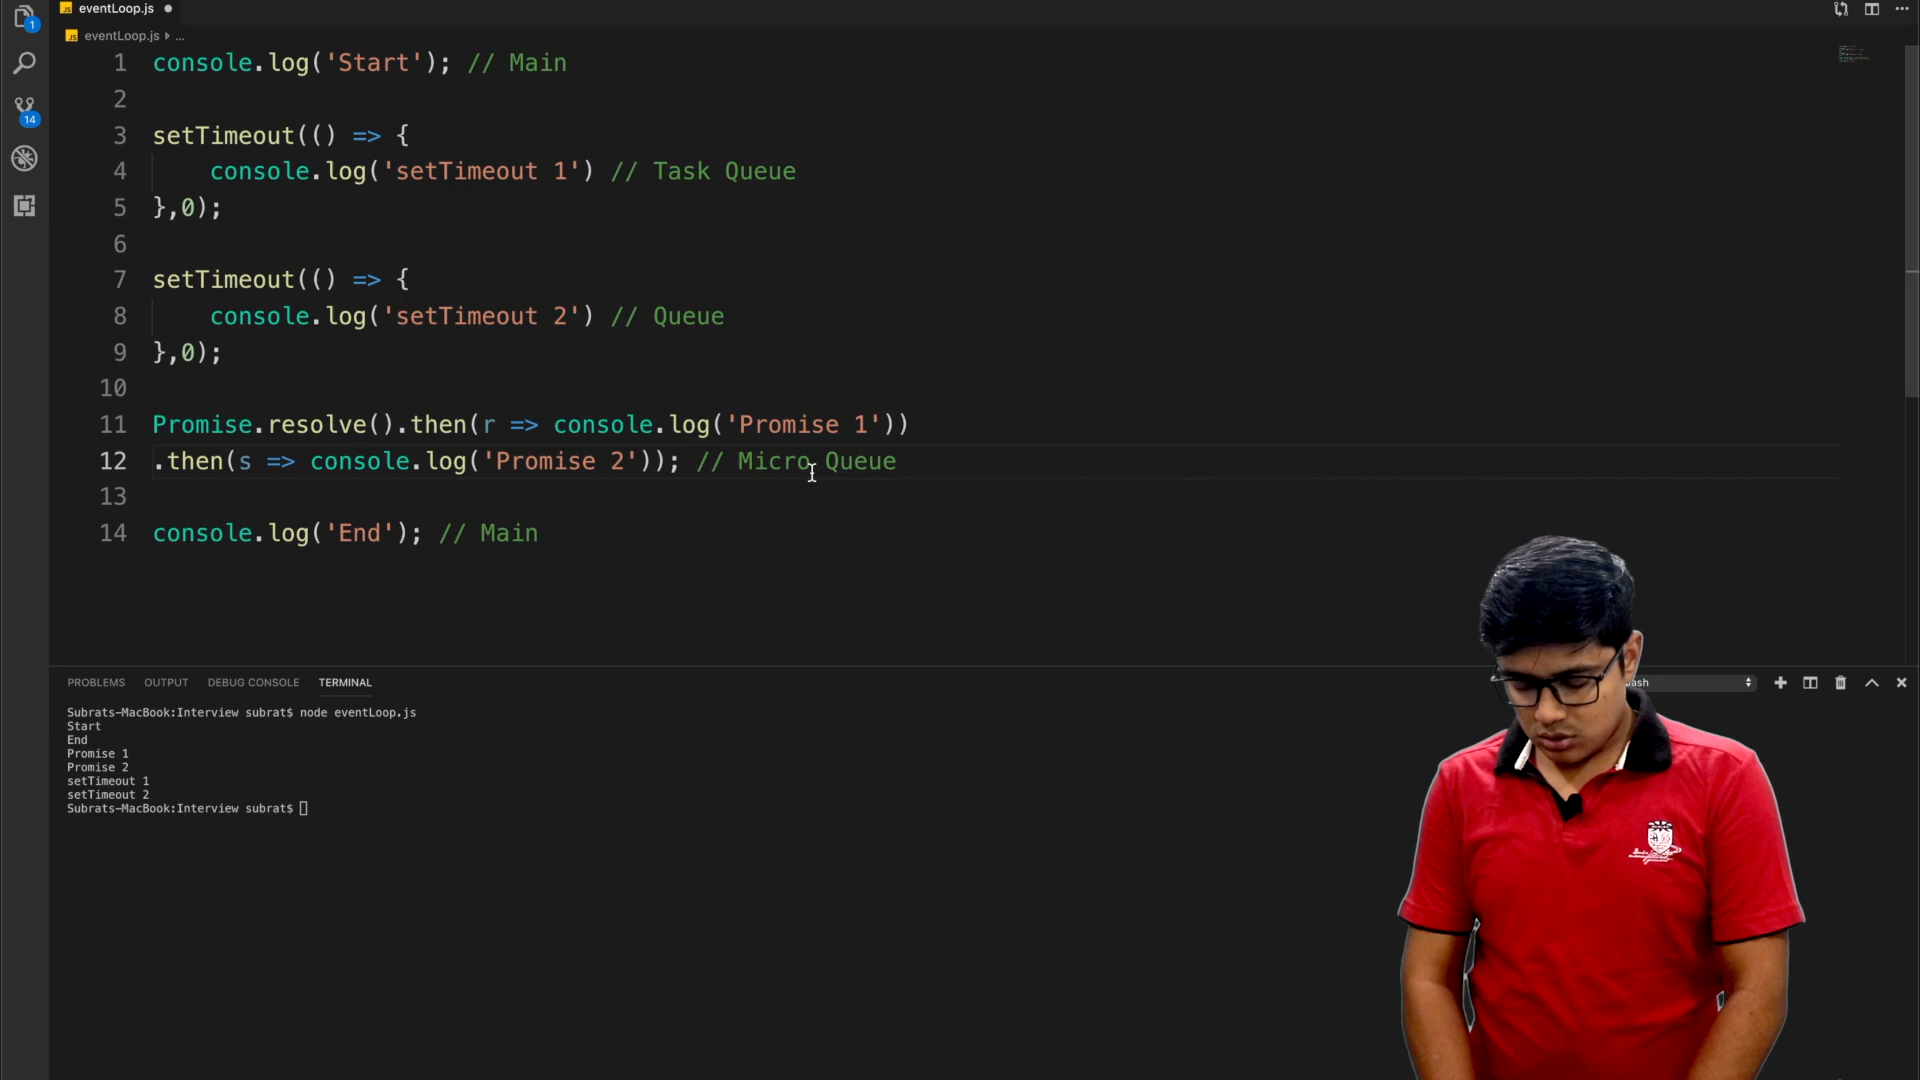 eventLoop.js
eventLoop.js ...
1
14
1 console.log('Start'); // Main
2
3 setTimeout(() => {
4 console.log('setTimeout 1') // Task Queue
5 },0);
6
7 setTimeout(() => {
8 console.log('setTimeout 2') // Queue
9 },0);
10
11 Promise.resolve().then(r => console.log('Promise 1'))
12 .then(s => console.log('Promise 2')); // Micro Queue
13
14 console.log('End'); // Main
PROBLEMS OUTPUT DEBUG CONSOLE TERMINAL
Subrats-MacBook:Interview subrat$ node eventLoop.js
Start
End
Promise 1
Promise 2
setTimeout 1
setTimeout 2
Subrats-MacBook:Interview subrat$